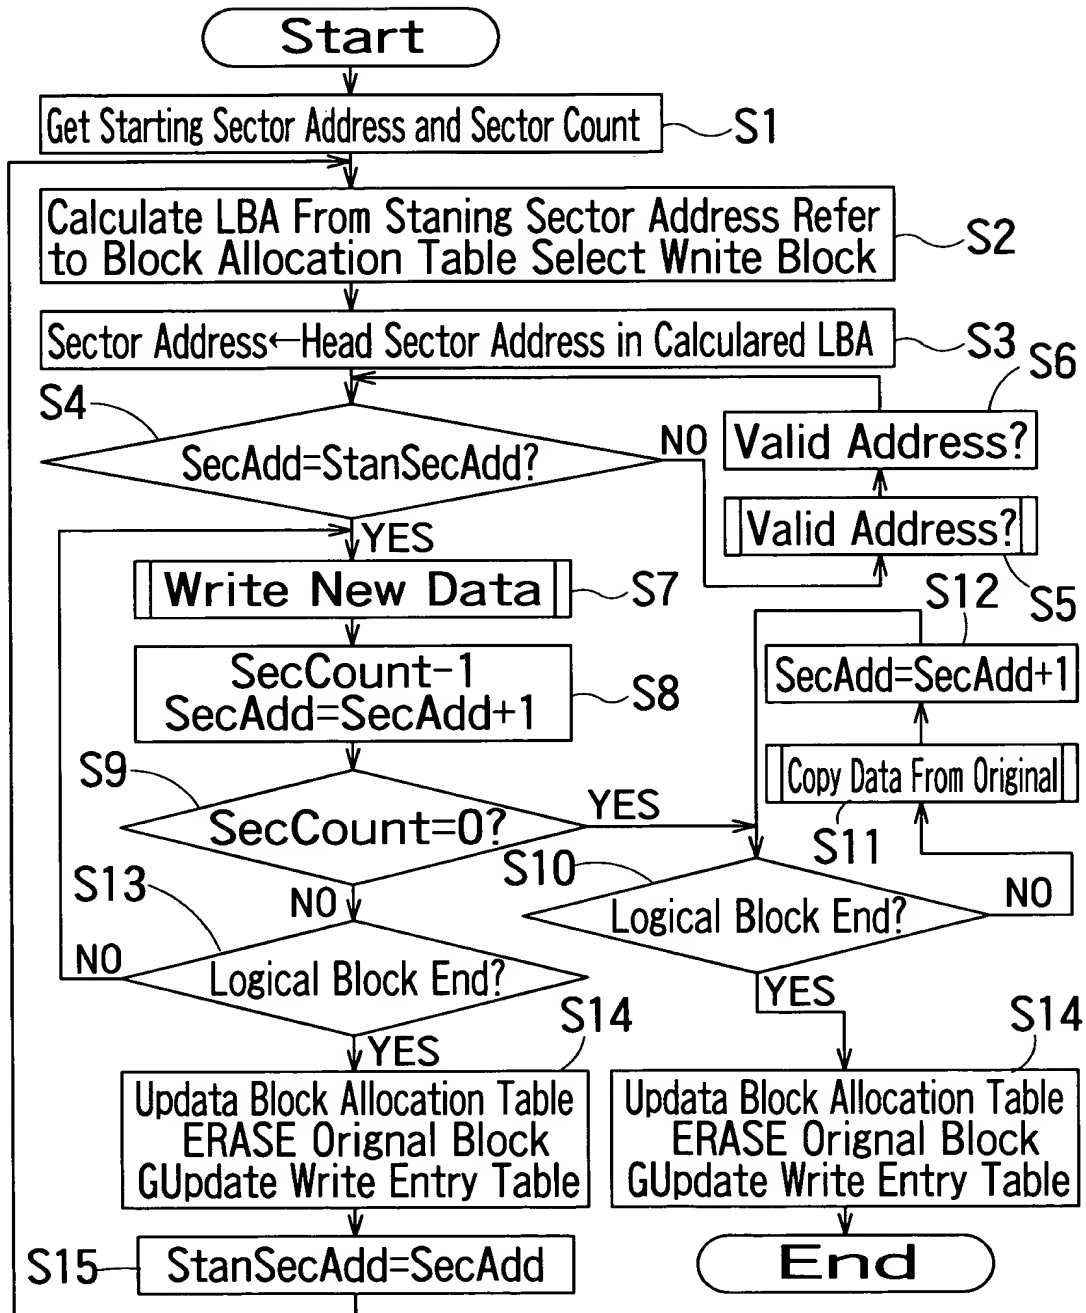 Start
Get Starting Sector Address and Sector Count
S1
Calculate LBA From Staning Sector Address Refer
to Block Allocation Table Select Wnite Block
S2
Sector Address←Head Sector Address in Calculared LBA
S3
S4
SecAdd=StanSecAdd?
NO
Valid Address?
S6
Valid Address?
S5
YES
Write New Data
S7
SecCount-1
SecAdd=SecAdd+1
S8
S12
SecAdd=SecAdd+1
Copy Data From Original
S11
S9
SecCount=0?
YES
S10
Logical Block End?
NO
NO
S13
Logical Block End?
NO
YES
YES
S14
Updata Block Allocation Table
ERASE Orignal Block
GUpdate Write Entry Table
S14
Updata Block Allocation Table
ERASE Orignal Block
GUpdate Write Entry Table
S15
StanSecAdd=SecAdd
End